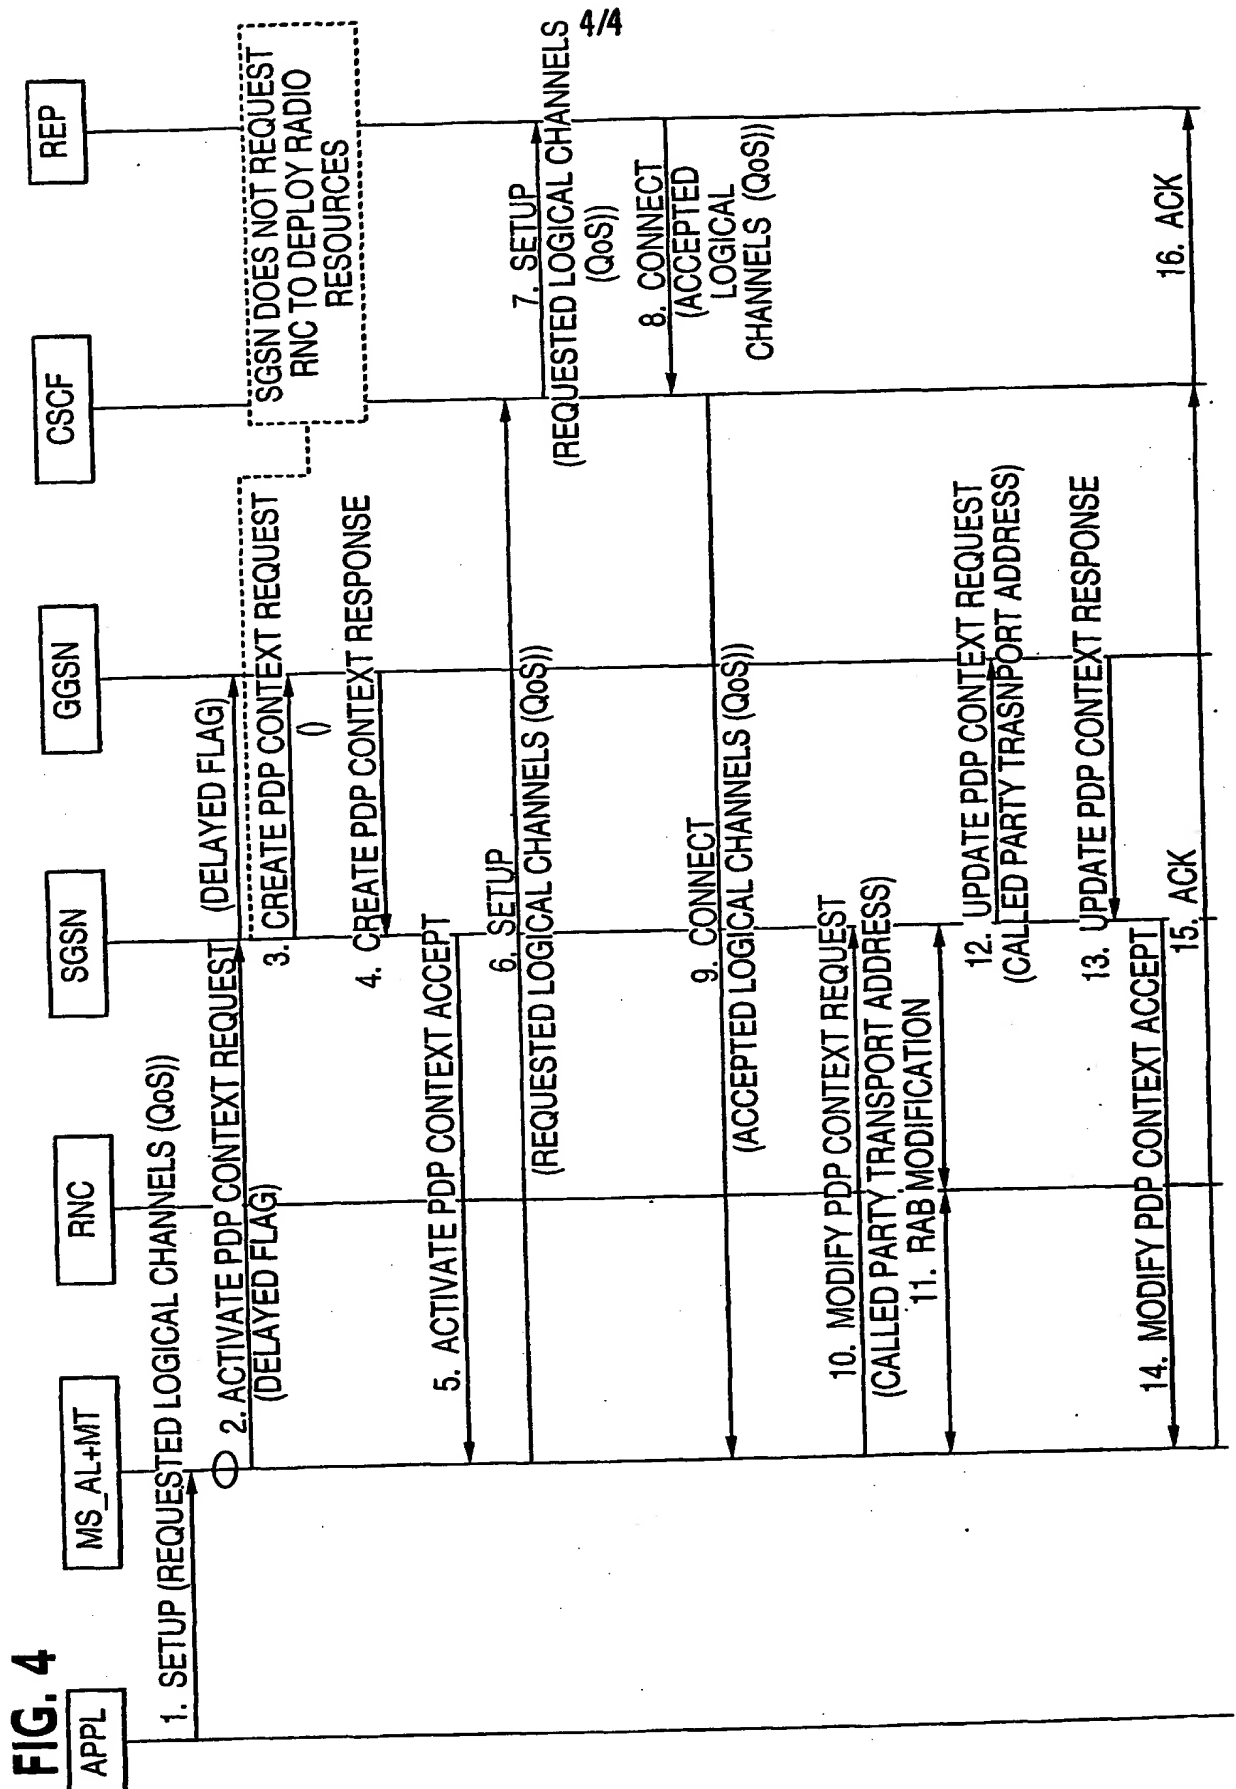 4/4
FIG. 4
APPL
MS_AL+MT
RNC
SGSN
GGSN
CSCF
REP
1. SETUP (REQUESTED LOGICAL CHANNELS (QoS))
2. ACTIVATE PDP CONTEXT REQUEST
(DELAYED FLAG)
(DELAYED FLAG)
SGSN DOES NOT REQUEST
RNC TO DEPLOY RADIO
RESOURCES
3. CREATE PDP CONTEXT REQUEST
()
4. CREATE PDP CONTEXT RESPONSE
5. ACTIVATE PDP CONTEXT ACCEPT
6. SETUP
(REQUESTED LOGICAL CHANNELS (QoS))
7. SETUP
(REQUESTED LOGICAL CHANNELS
(QoS))
8. CONNECT
(ACCEPTED
LOGICAL
CHANNELS (QoS))
9. CONNECT
(ACCEPTED LOGICAL CHANNELS (QoS))
10. MODIFY PDP CONTEXT REQUEST
(CALLED PARTY TRANSPORT ADDRESS)
11. RAB MODIFICATION
12. UPDATE PDP CONTEXT REQUEST
(CALLED PARTY TRASNPORT ADDRESS)
13. UPDATE PDP CONTEXT RESPONSE
14. MODIFY PDP CONTEXT ACCEPT
15. ACK
16. ACK